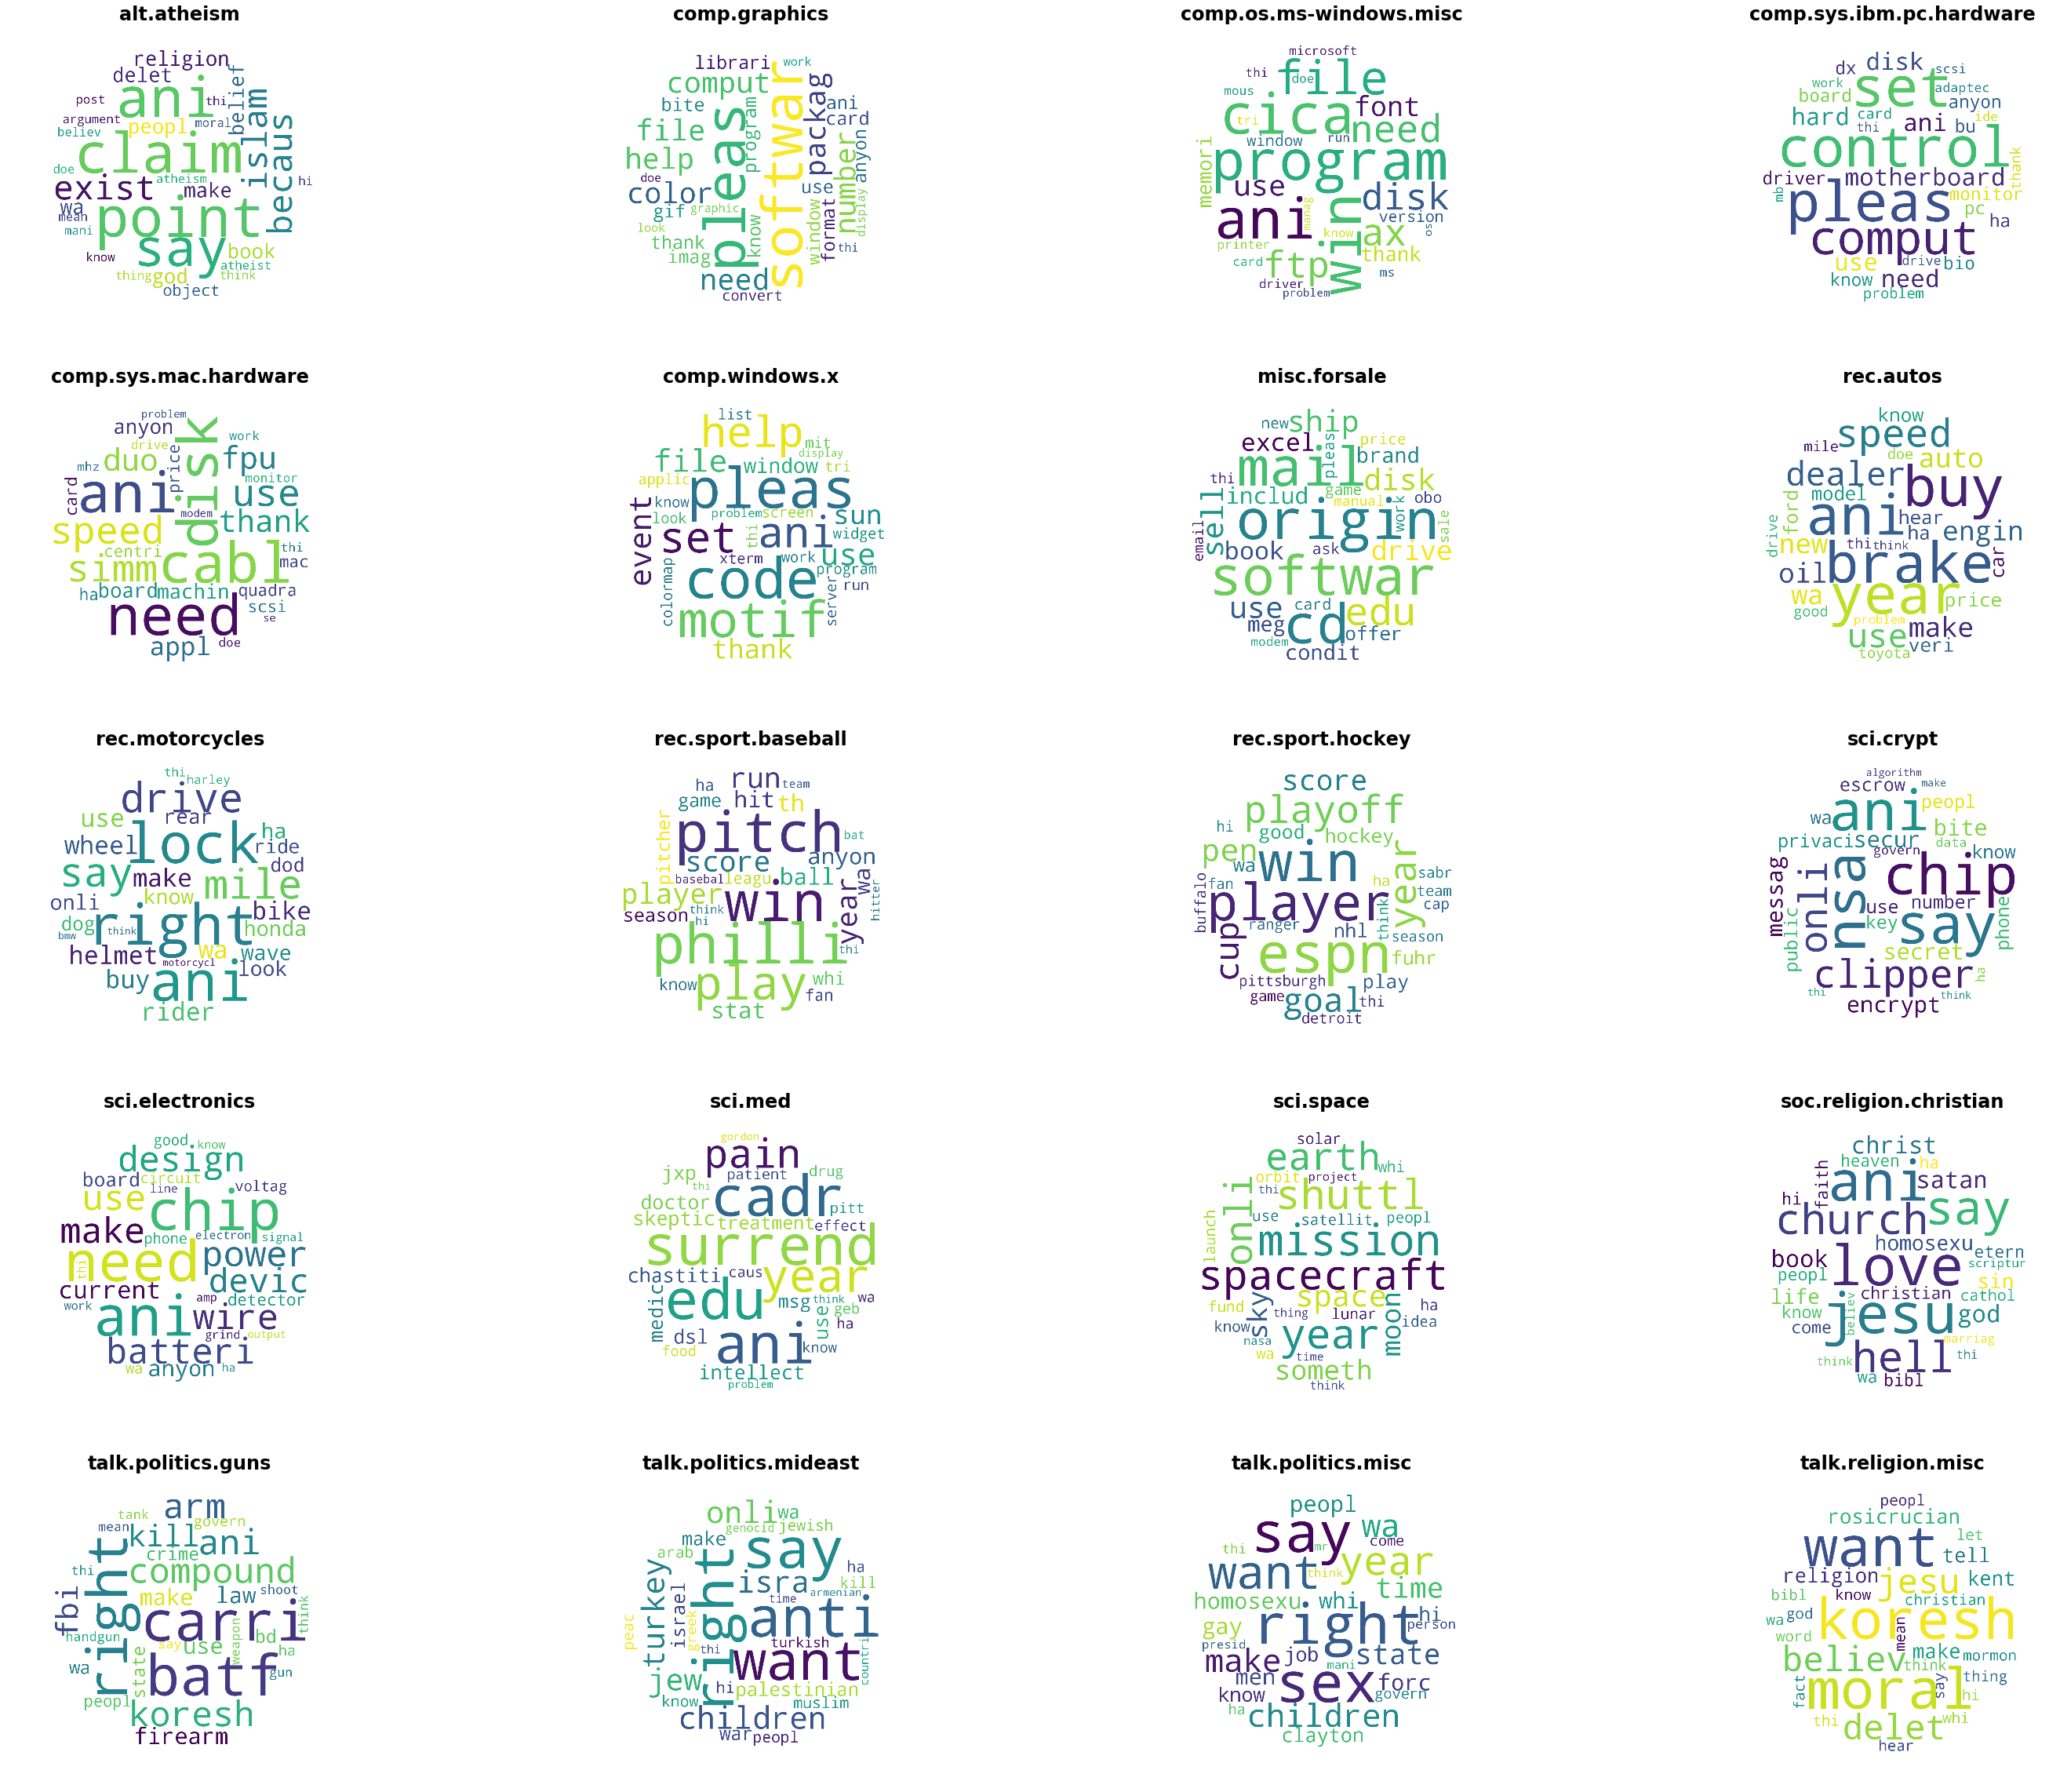 alt.atheism
religion
delet
belief
ani
thi
post
argument
moral
peopl
believ
islam
becaus
claim
doe
atheism
hi
exist
make
wa
mean
point
mani
say
book
know
atheist
thing
god
think
object
comp.graphics
librari
work
comput
softwar
packag
bite
ani
card
pleas
program
file
number
anyon
help
doe
color
use
gif
graphic
display
look
know
window
format
thi
thank
imag
need
convert
comp.os.ms-windows.misc
microsoft
thi
doe
file
mous
cica
font
tri
need
window
run
memori
program
use
disk
ani
manag
version
win
know
ax
os
printer
thank
card
ftp
ms
driver
problem
comp.sys.ibm.pc.hardware
dx
disk
scsi
work
set
adaptec
board
anyon
hard
card
ide
thi
ani
bu
control
thank
driver
motherboard
mb
monitor
pleas
pc
ha
comput
use
drive
bio
know
need
problem
comp.sys.mac.hardware
problem
anyon
disk
work
drive
duo
fpu
mhz
price
monitor
card
ani
use
modem
thank
speed
centri
thi
simm
cabl
mac
ha
board
machin
quadra
need
scsi
se
appl
doe
comp.windows.x
list
help
mit
display
file
window
tri
applic
know
pleas
look
problem
screen
sun
event
set
thi
ani
widget
xterm
work
use
colormap
code
program
server
run
motif
thank
misc.forsale
new
ship
excel
pleas
price
mail
brand
thi
disk
includ
game
obo
manual
sell
origin
work
sale
email
book
ask
drive
softwar
use
card
edu
meg
cd
offer
modem
condit
rec.autos
know
mile
speed
doe
auto
dealer
buy
model
ford
ani
hear
engin
drive
new
thi
think
ha
car
oil
brake
wa
year
price
good
problem
use
make
veri
toyota
rec.motorcycles
thi
harley
drive
use
rear
lock
ha
wheel
ride
say
make
dod
mile
know
onli
bike
dog
right
honda
bmw
think
wa
wave
helmet
motorcycl
look
buy
ani
rider
rec.sport.baseball
ha
run
team
game
hit
th
pitcher
pitch
bat
score
anyon
basebal
leagu
ball
wa
player
year
hitter
season
think
win
hi
philli
thi
know
play
whi
fan
stat
rec.sport.hockey
score
playoff
hi
good
hockey
pen
win
year
wa
sabr
buffalo
fan
ha
team
player
cap
think
cup
ranger
nhl
season
espn
fuhr
pittsburgh
play
game
goal
thi
detroit
sci.crypt
algorithm
escrow
make
ani
peopl
wa
bite
privaci
secur
data
govern
know
messag
onli
nsa
chip
use
number
key
say
phone
public
secret
clipper
ha
thi
think
encrypt
sci.electronics
good
know
design
board
circuit
line
voltag
use
chip
make
phone
electron
signal
need
power
thi
devic
current
amp
detector
work
ani
wire
grind
output
batteri
wa
anyon
ha
sci.med
gordon
pain
jxp
patient
drug
thi
cadr
doctor
pitt
skeptic
treatment
effect
surrend
chastiti
caus
year
medic
edu
msg
think
wa
use
geb
dsl
ha
food
ani
know
intellect
problem
sci.space
solar
earth
whi
orbit
project
onli
thi
shuttl
use
satellit
peopl
launch
mission
spacecraft
fund
space
ha
sky
thing
lunar
moon
idea
know
year
nasa
wa
time
someth
think
soc.religion.christian
christ
heaven
ha
faith
ani
satan
hi
church
say
homosexu
etern
book
scriptur
peopl
love
sin
life
christian
cathol
know
believ
jesu
god
come
marriag
think
hell
thi
wa
bibl
talk.politics.guns
arm
tank
govern
mean
kill
ani
right
crime
thi
compound
fbi
make
law
shoot
carri
think
handgun
say
use
weapon
bd
ha
wa
state
batf
gun
peopl
koresh
firearm
talk.politics.mideast
onli
wa
genocid
jewish
make
say
arab
ha
turkey
right
isra
kill
armenian
israel
time
anti
peac
greek
turkish
thi
want
countri
jew
hi
palestinian
know
muslim
children
war
peopl
talk.politics.misc
peopl
say
wa
come
thi
mr
year
want
think
time
homosexu
whi
gay
right
hi
person
presid
make
job
state
mani
men
sex
forc
know
govern
ha
children
clayton
talk.religion.misc
peopl
rosicrucian
let
want
tell
religion
jesu
kent
bibl
know
christian
wa
god
koresh
word
mean
make
mormon
believ
think
thing
fact
moral
say
hi
thi
delet
whi
hear